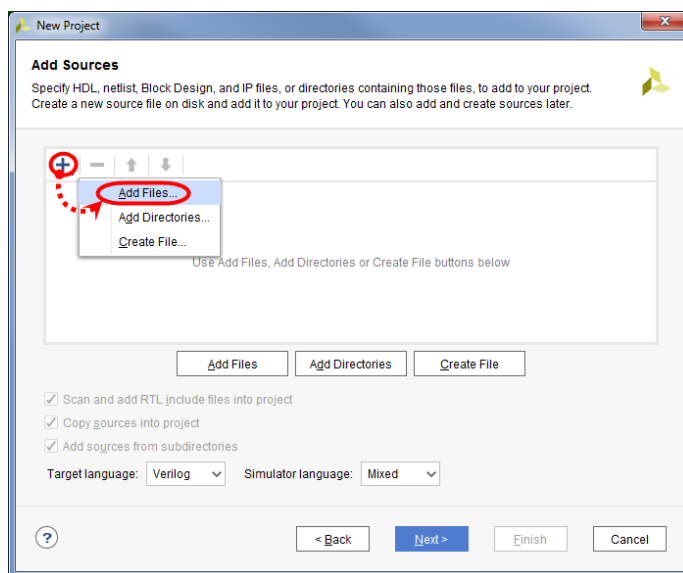 New Project
Add Sources
Specify HDL, netlist, Block Design, and IP files, or directories containing those files, to add to your project.
Create a new source file on disk and add it to your project. You can also add and create sources later.
Add Files...
Add Directories...
Create File...
Use Add Files, Add Directories or Create File buttons below
Add Files Add Directories Create File
Scan and add RTL include files into project
Copy sources into project
Add sources from subdirectories
Target language: Verilog Simulator language: Mixed
? < Back Next > Finish Cancel